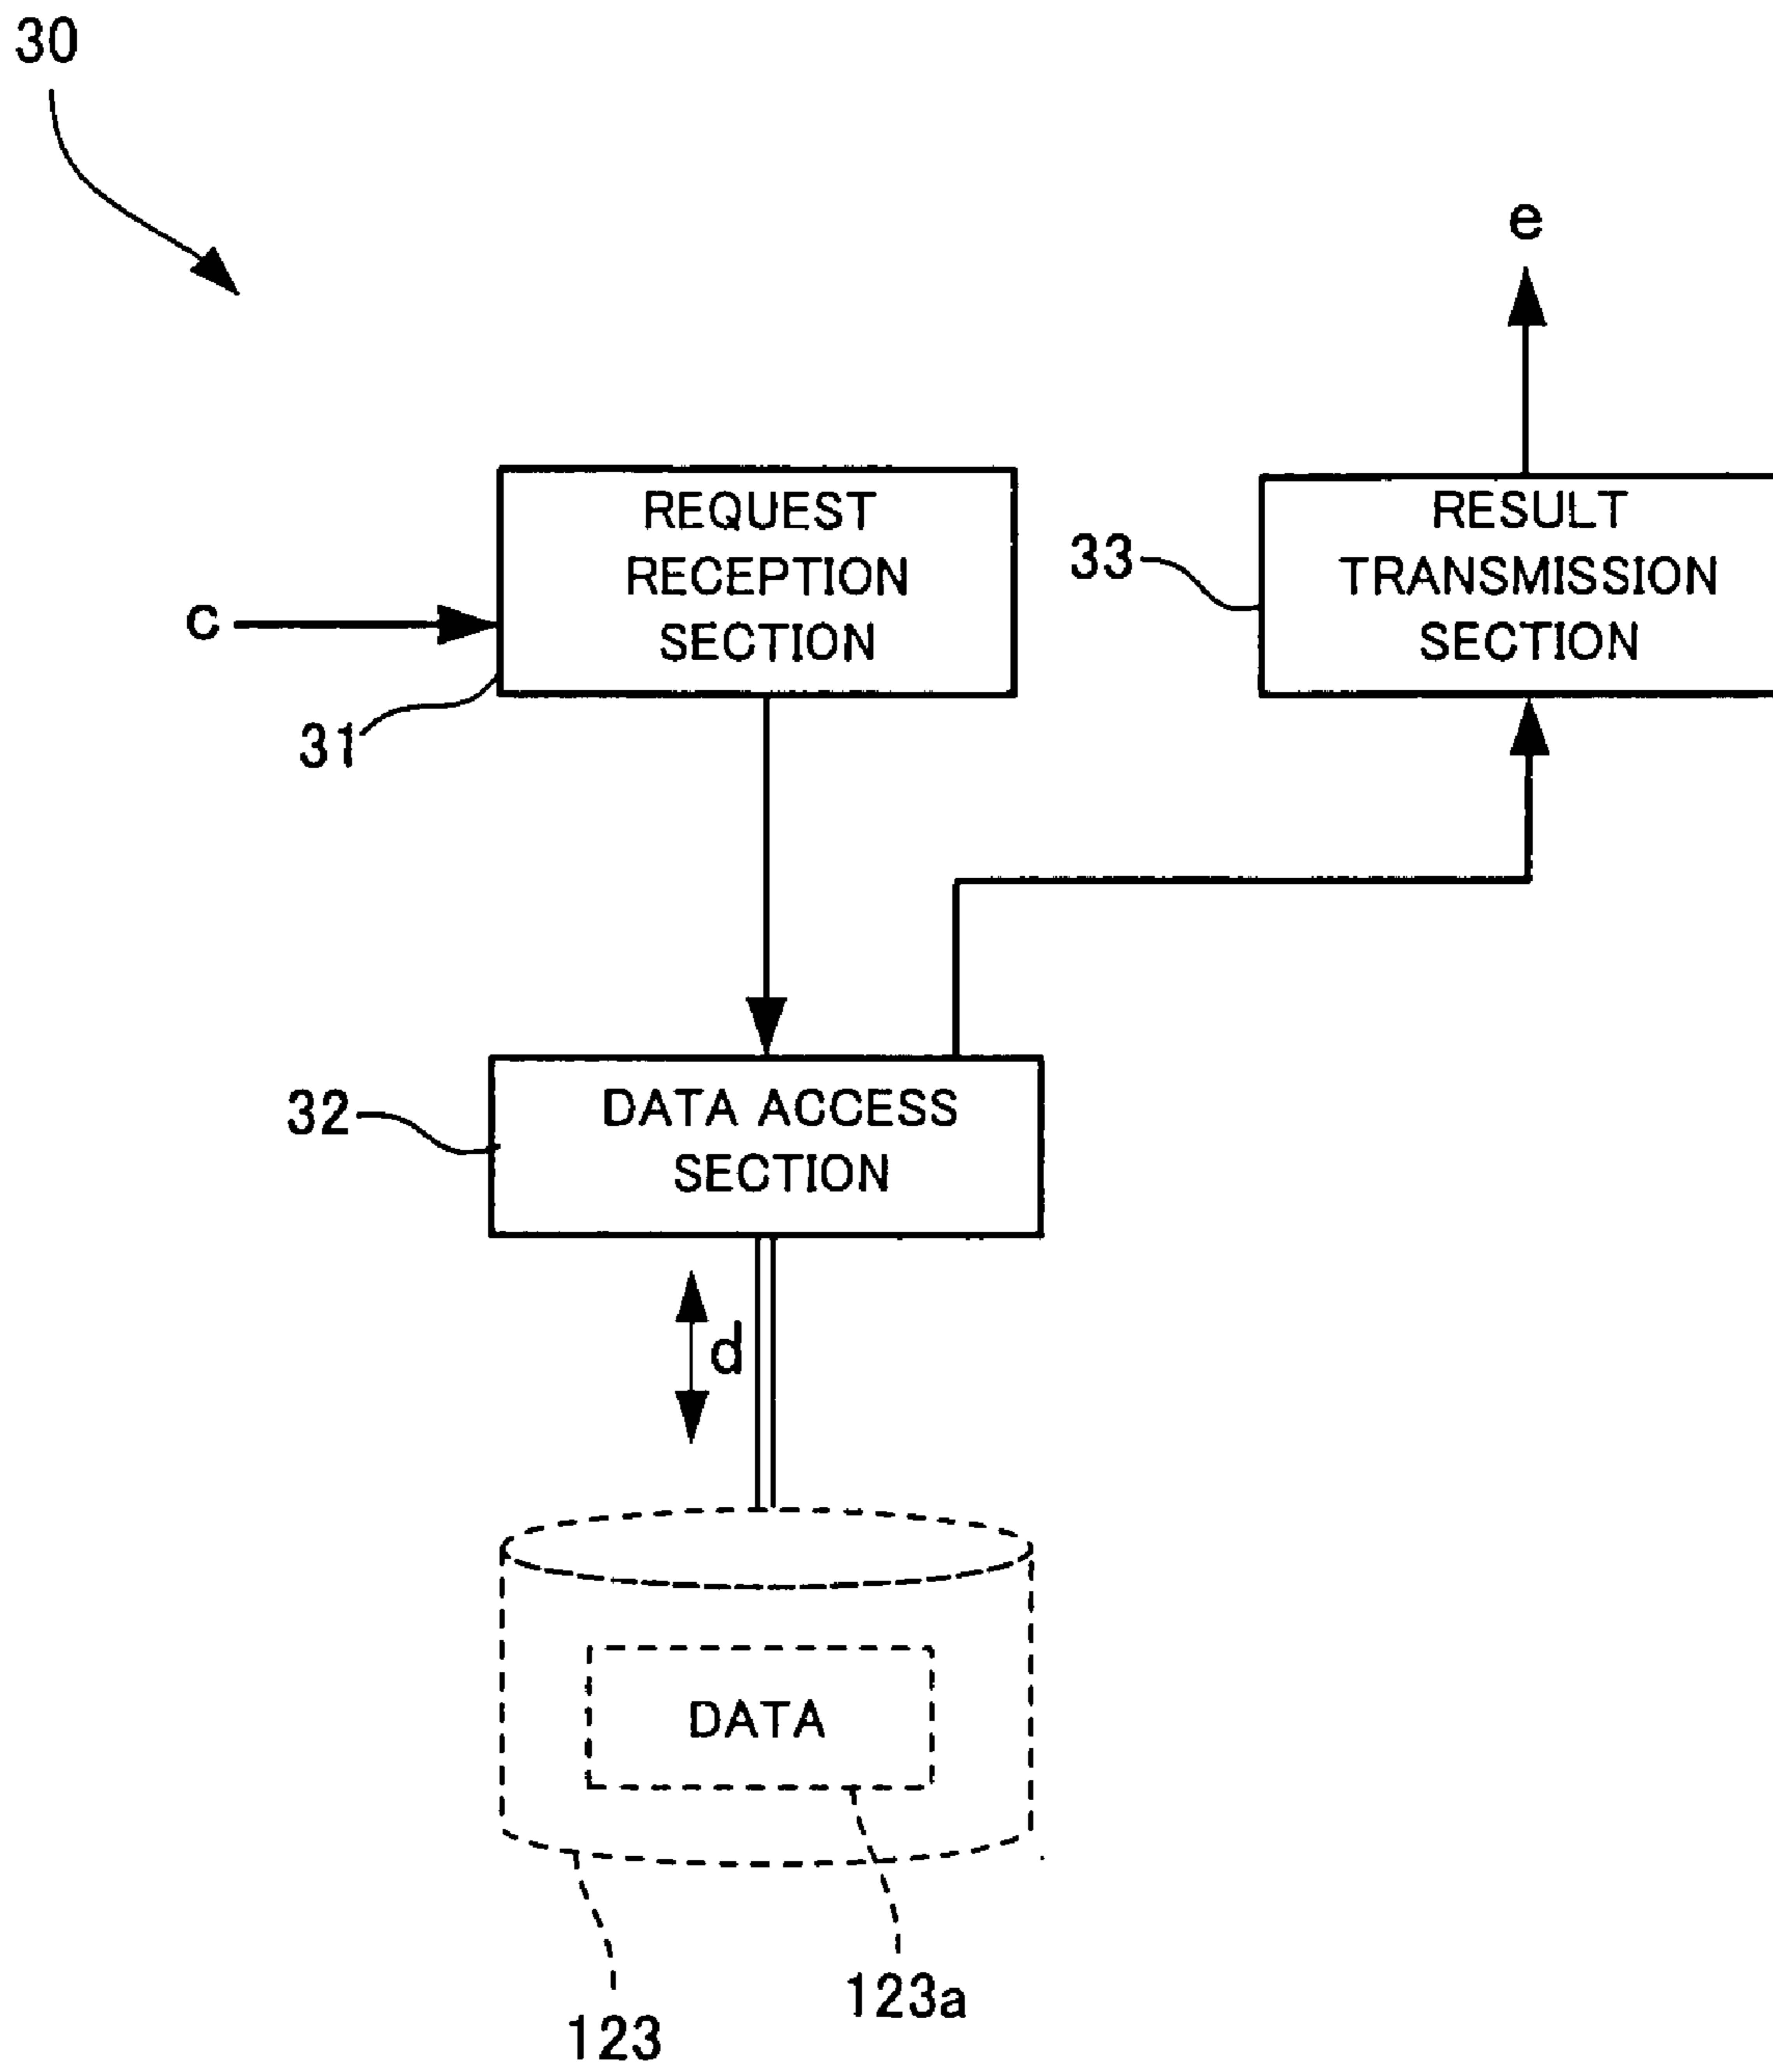 30
e
REQUEST
RECEPTION
SECTION
RESULT
TRANSMISSION
SECTION
33
c
31
DATA ACCESS
SECTION
32
d
DATA
123a
123